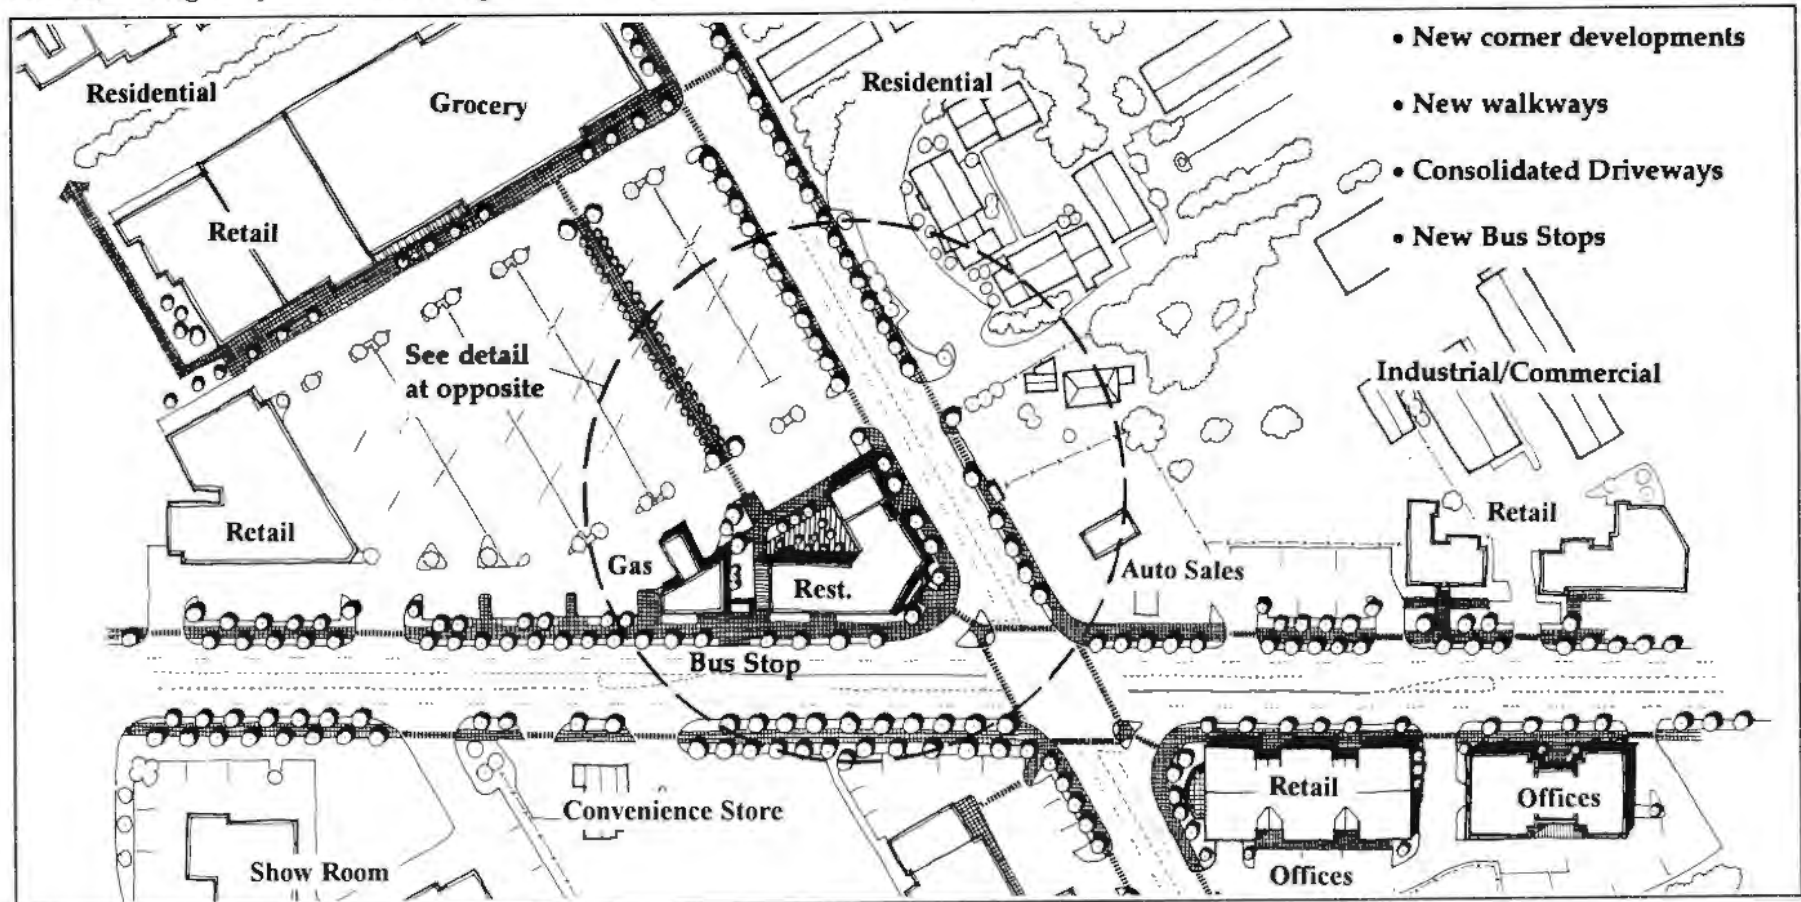 • New corner developments
Residential
Residential
Grocery
• New walkways
• Consolidated Driveways
Retail
• New Bus Stops
See detail
at opposite
Industrial/Commercial
Retail
Retail
Gas
Auto Sales
Rest.
Bus Stop
Retail
Offices
Convenience Store
Show Room
Offices